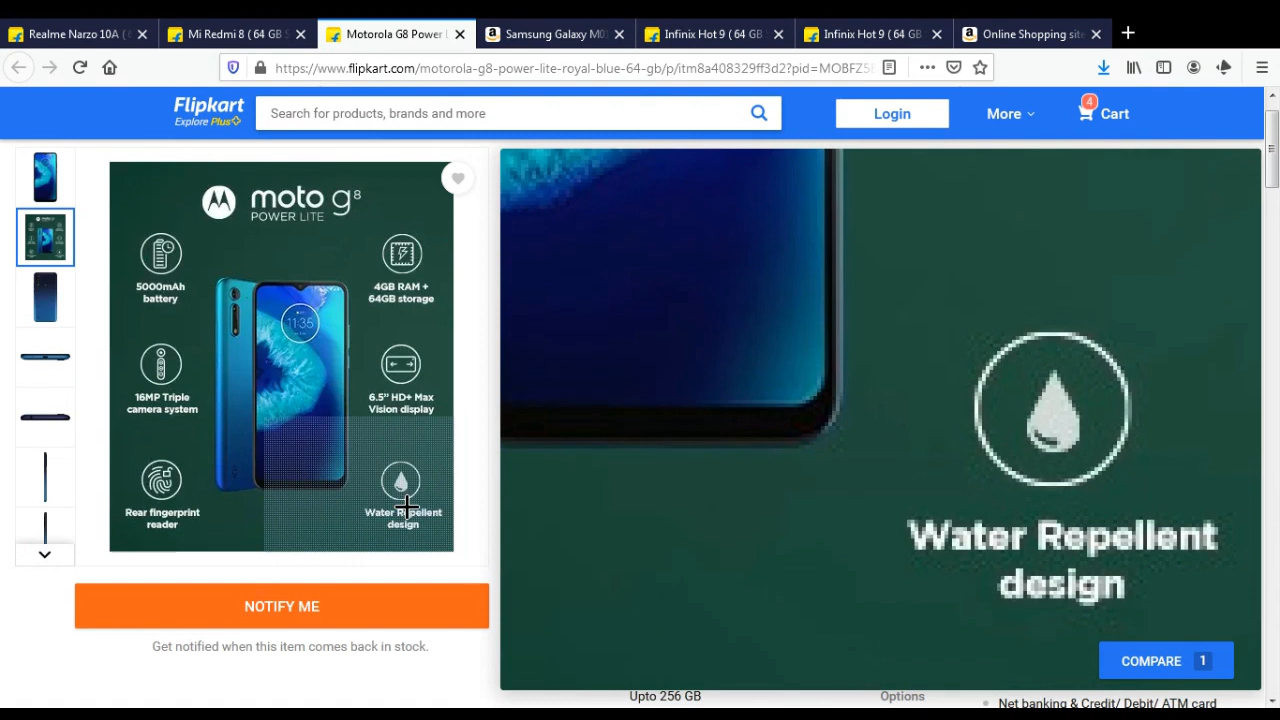 Realme Narzo 10A (
Mi Redmi 8 ( 64 GB S
Motorola G8 Power L
Samsung Galaxy M0
Infinix Hot 9 ( 64 GB
Infinix Hot 9 ( 64 GB
Online Shopping site
https://www.flipkart.com/motorola-g8-power-lite-royal-blue-64-gb/p/itm8a408329ff3d2?pid=MOBFZ5
Flipkart
Explore Plus
Search for products, brands and more
Login
More
4
Cart
moto g8
POWER LITE
5000mAh
battery
4GB RAM +
64GB storage
11:35
16MP Triple
camera system
6.5" HD+ Max
Vision display
Rear fingerprint
reader
Water Repellent
design
Water Repellent
design
NOTIFY ME
Get notified when this item comes back in stock.
COMPARE 1
Upto 256 GB
Options
Net banking & Credit/ Debit/ ATM card